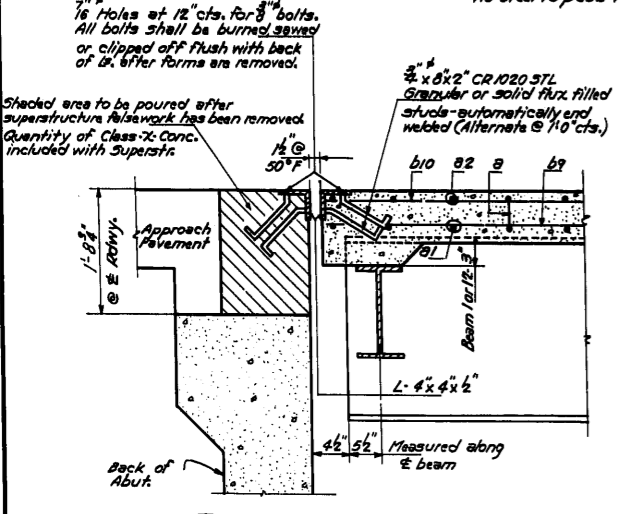 7/16"ø Holes at 12" cts. for 3/8"ø bolts.
All bolts shall be burned, sawed
or clipped off flush with back
of ls. after forms are removed.
3/4"ø x 8 x 2" CR 1020 STL
Granular or solid flux filled
studs-automatically end
welded (Alternate @ 1'-0" cts.)
Shaded area to be poured after
superstructure falsework has been removed
Quantity of Class-X-Conc.
included with Superstr.
1½" @
50°F
b10
a2
a
b9
1'-8¾"
@ ℄ Rdwy.
Approach
Pavement
a1
Beam 1 or 12-3"
L-4"x4"x½"
4½"
5½"
Measured along
℄ beam
Back of
Abut.